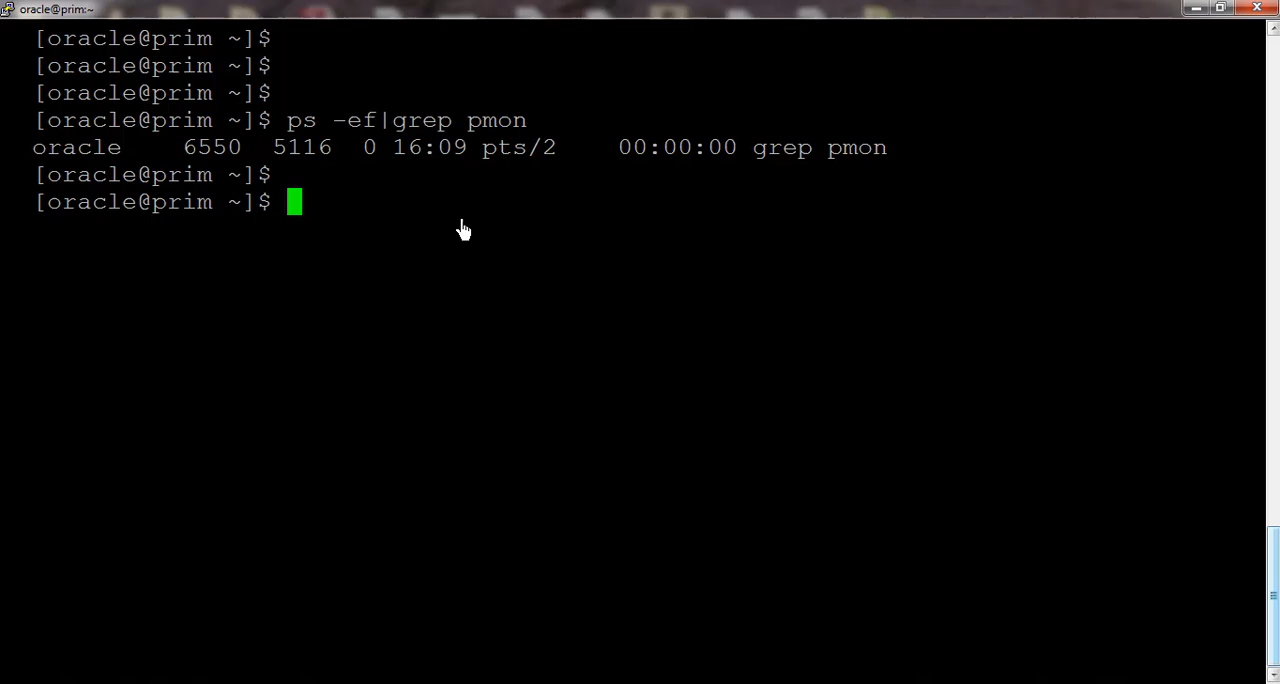 oracle@prim:~
[oracle@prim ~]$
[oracle@prim ~]$
[oracle@prim ~]$
[oracle@prim ~]$ ps -ef|grep pmon
oracle    6550  5116  0 16:09 pts/2    00:00:00 grep pmon
[oracle@prim ~]$
[oracle@prim ~]$